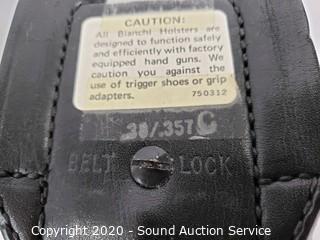 CAUTION:
All Bianchi Holsters are
designed to function safely
and efficiently with factory
equipped hand guns. We
caution you against the
use of trigger shoes or grip
adapters. 750312
.38/.357 C
BELT LOCK
Copyright 2020 - Sound Auction Service